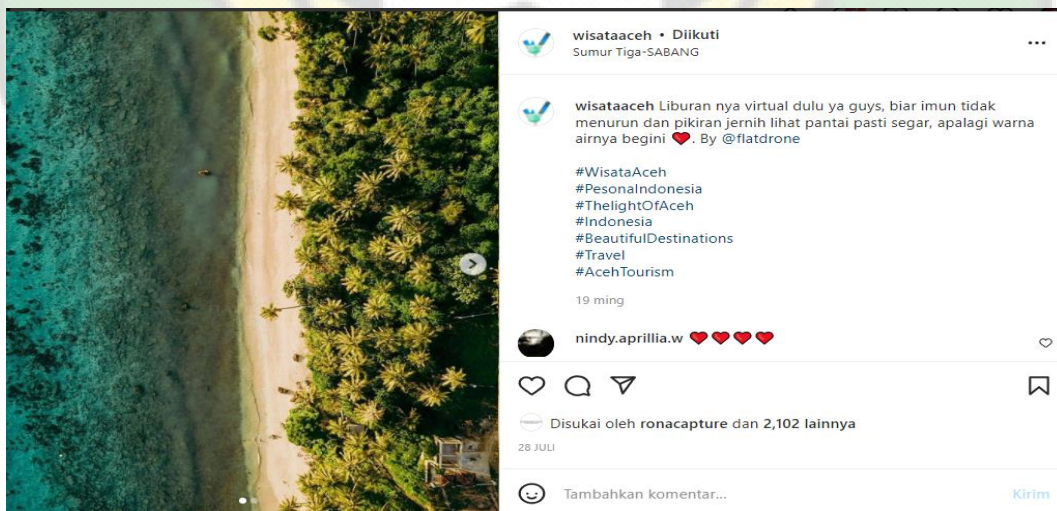 wisataaceh • Diikuti
Sumur Tiga-SABANG
wisataaceh Liburan nya virtual dulu ya guys, biar imun tidak
menurun dan pikiran jernih lihat pantai pasti segar, apalagi warna
airnya begini ❤️. By @flatdrone
#WisataAceh
#PesonaIndonesia
#ThelightOfAceh
#Indonesia
#BeautifulDestinations
#Travel
#AcehTourism
19 ming
nindy.aprillia.w ❤️❤️❤️❤️
Disukai oleh ronacapture dan 2,102 lainnya
28 JULI
Tambahkan komentar...
Kirim